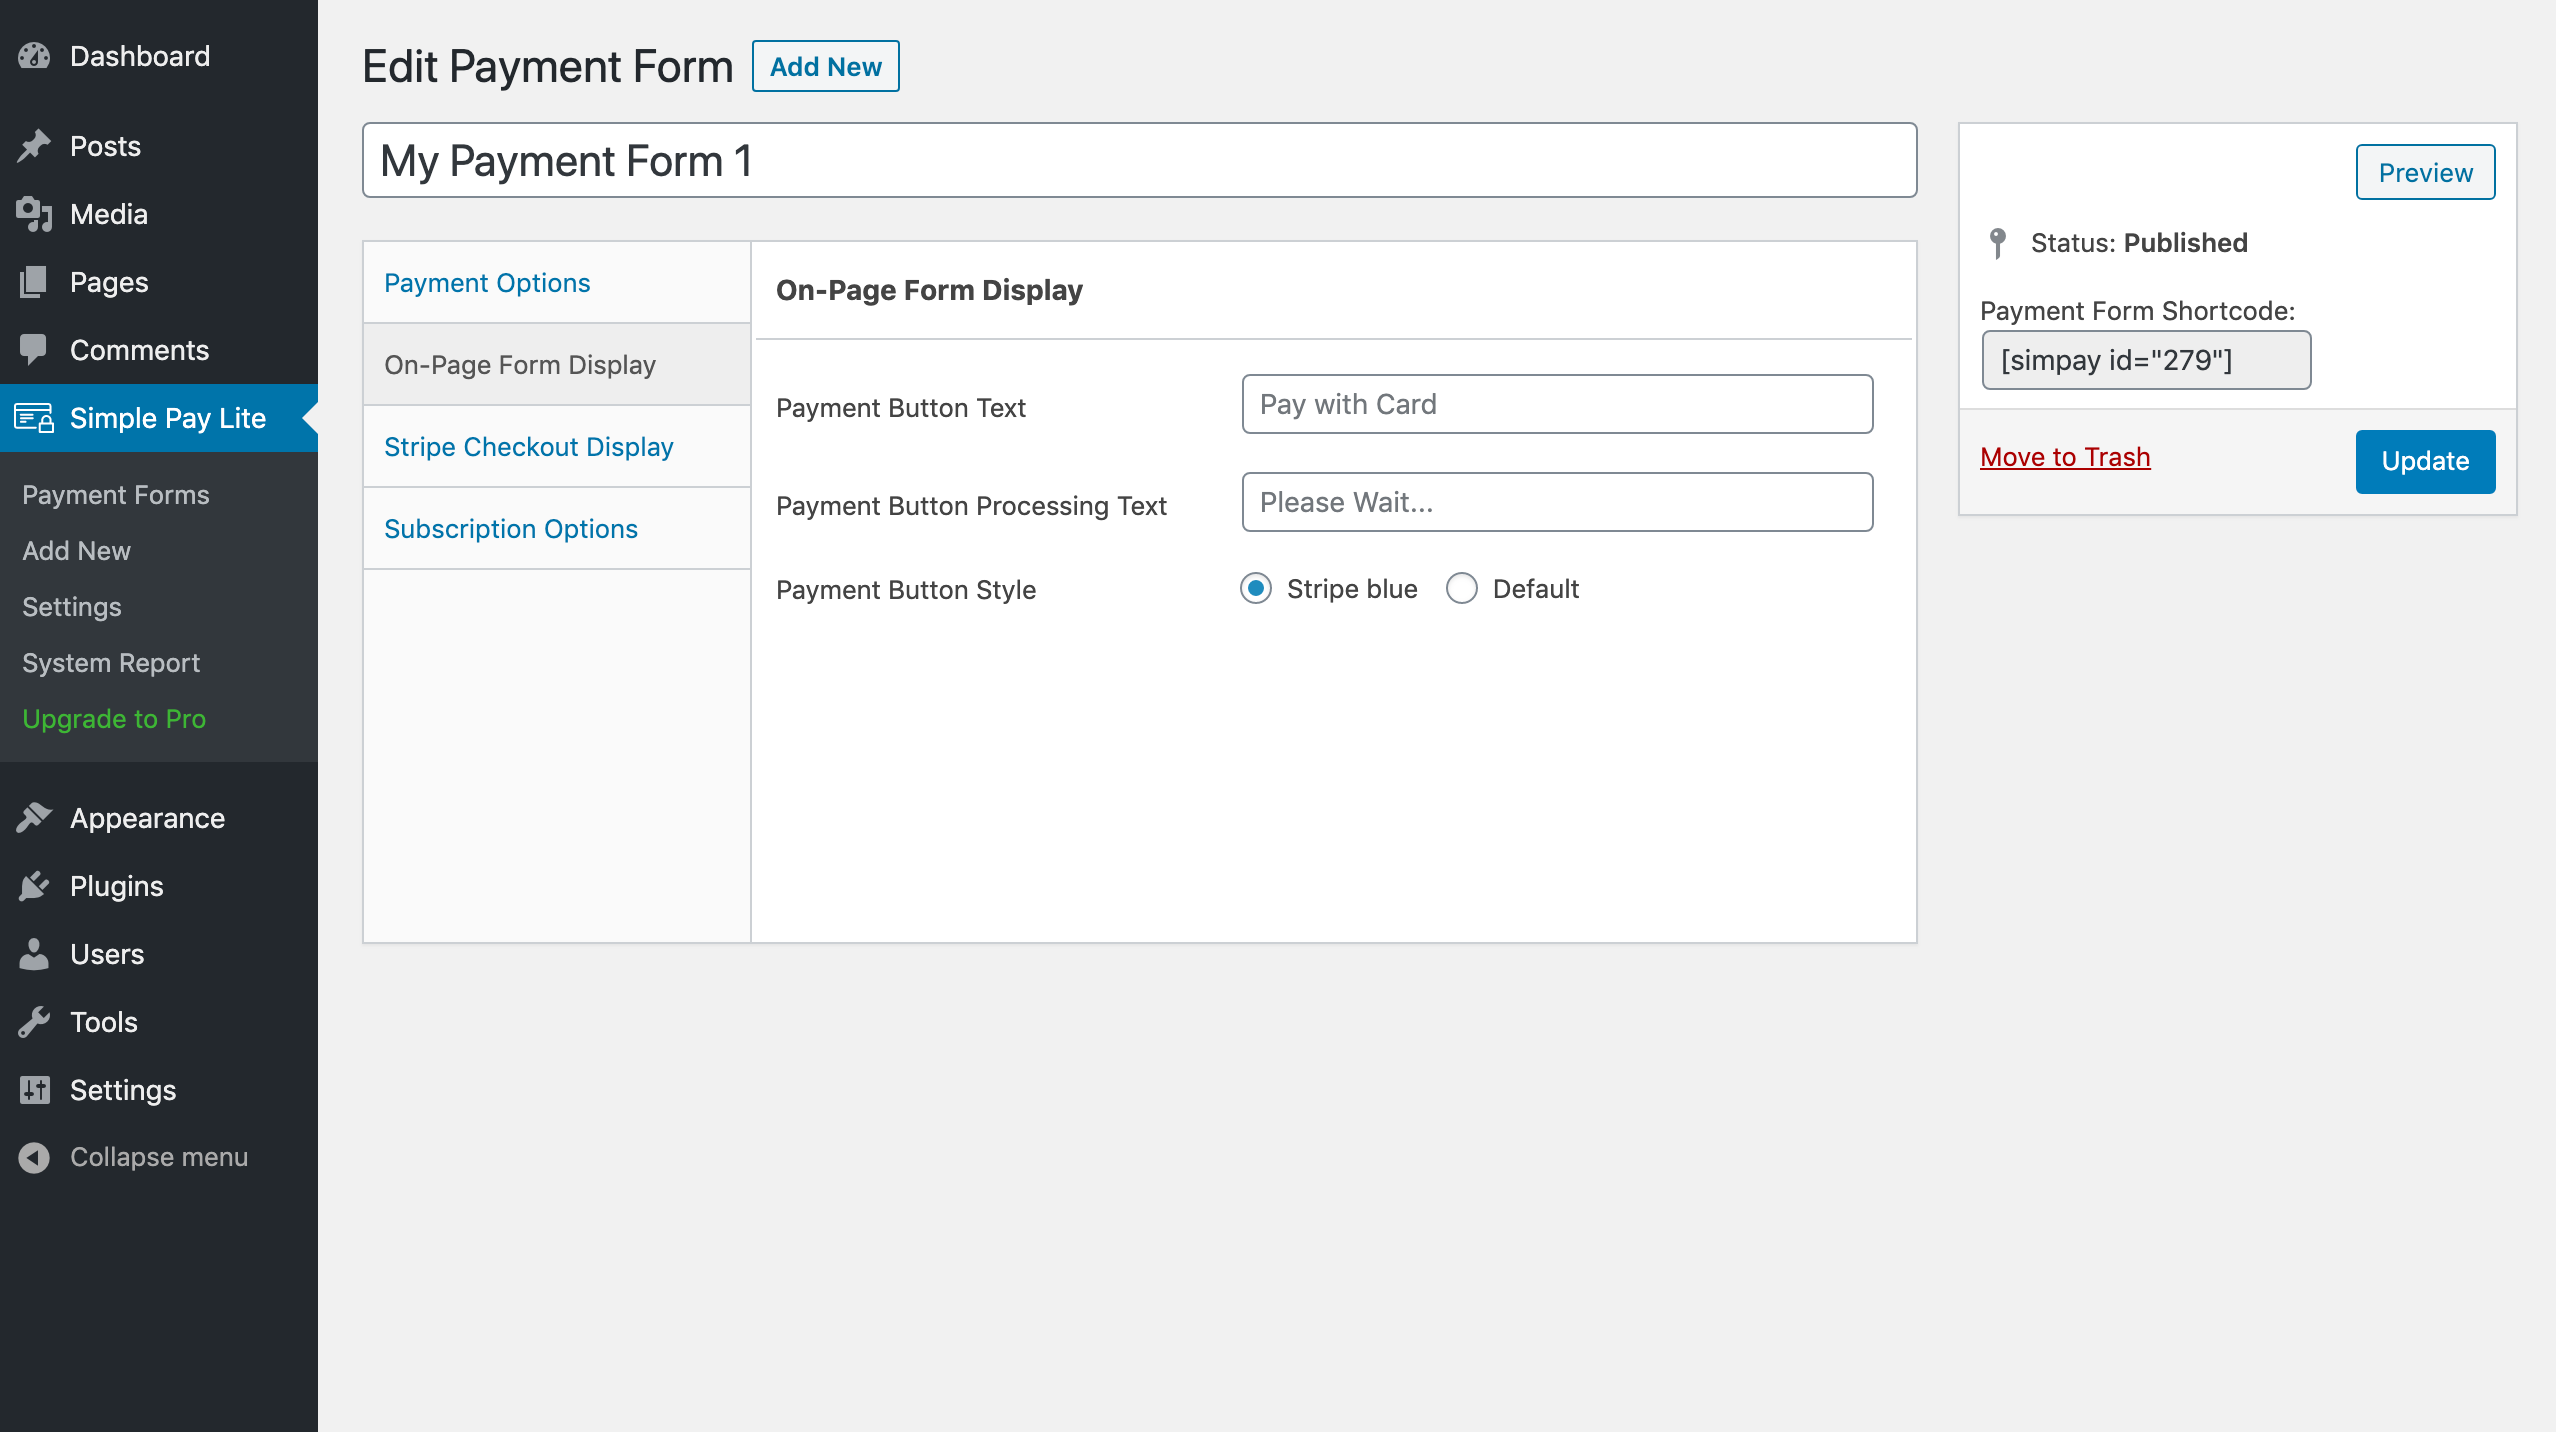 Dashboard
Posts
Media
Pages
Comments
Simple Pay Lite
Payment Forms
Add New
Settings
System Report
Upgrade to Pro
Appearance
Plugins
Users
Tools
Settings
Collapse menu
Edit Payment Form Add New
My Payment Form 1
Payment Options
On-Page Form Display
Stripe Checkout Display
Subscription Options
On-Page Form Display
Payment Button Text Pay with Card
Payment Button Processing Text Please Wait...
Payment Button Style Stripe blue Default
Preview
Status: Published
Payment Form Shortcode:
[simpay id="279"]
Move to Trash Update